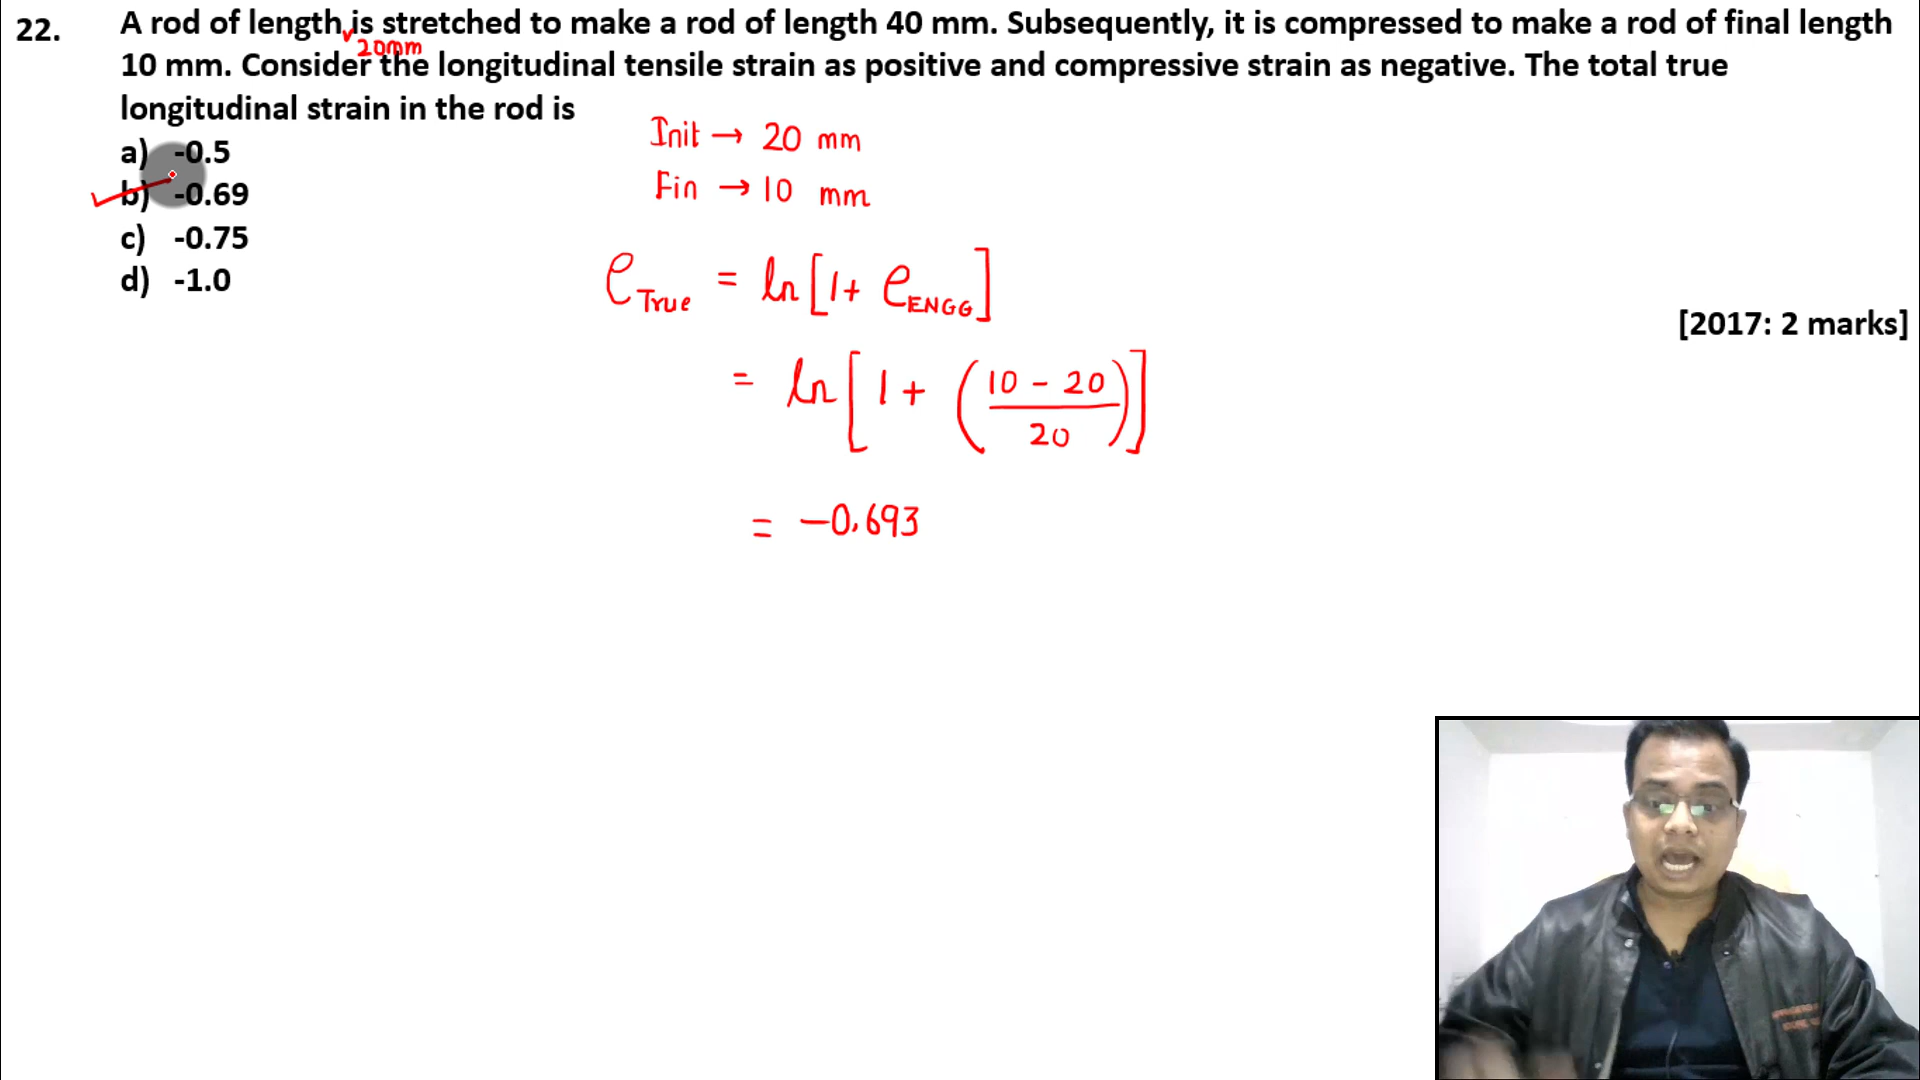 22. A rod of length is stretched to make a rod of length 40 mm. Subsequently, it is compressed to make a rod of final length
20mm
10 mm. Consider the longitudinal tensile strain as positive and compressive strain as negative. The total true
longitudinal strain in the rod is
Init → 20 mm
a) -0.5
Fin → 10 mm
b) -0.69
c) -0.75
d) -1.0
e True = ln [1 + e ENGG]
[2017: 2 marks]
= ln [1 + (10 - 20 / 20)]
= -0.693